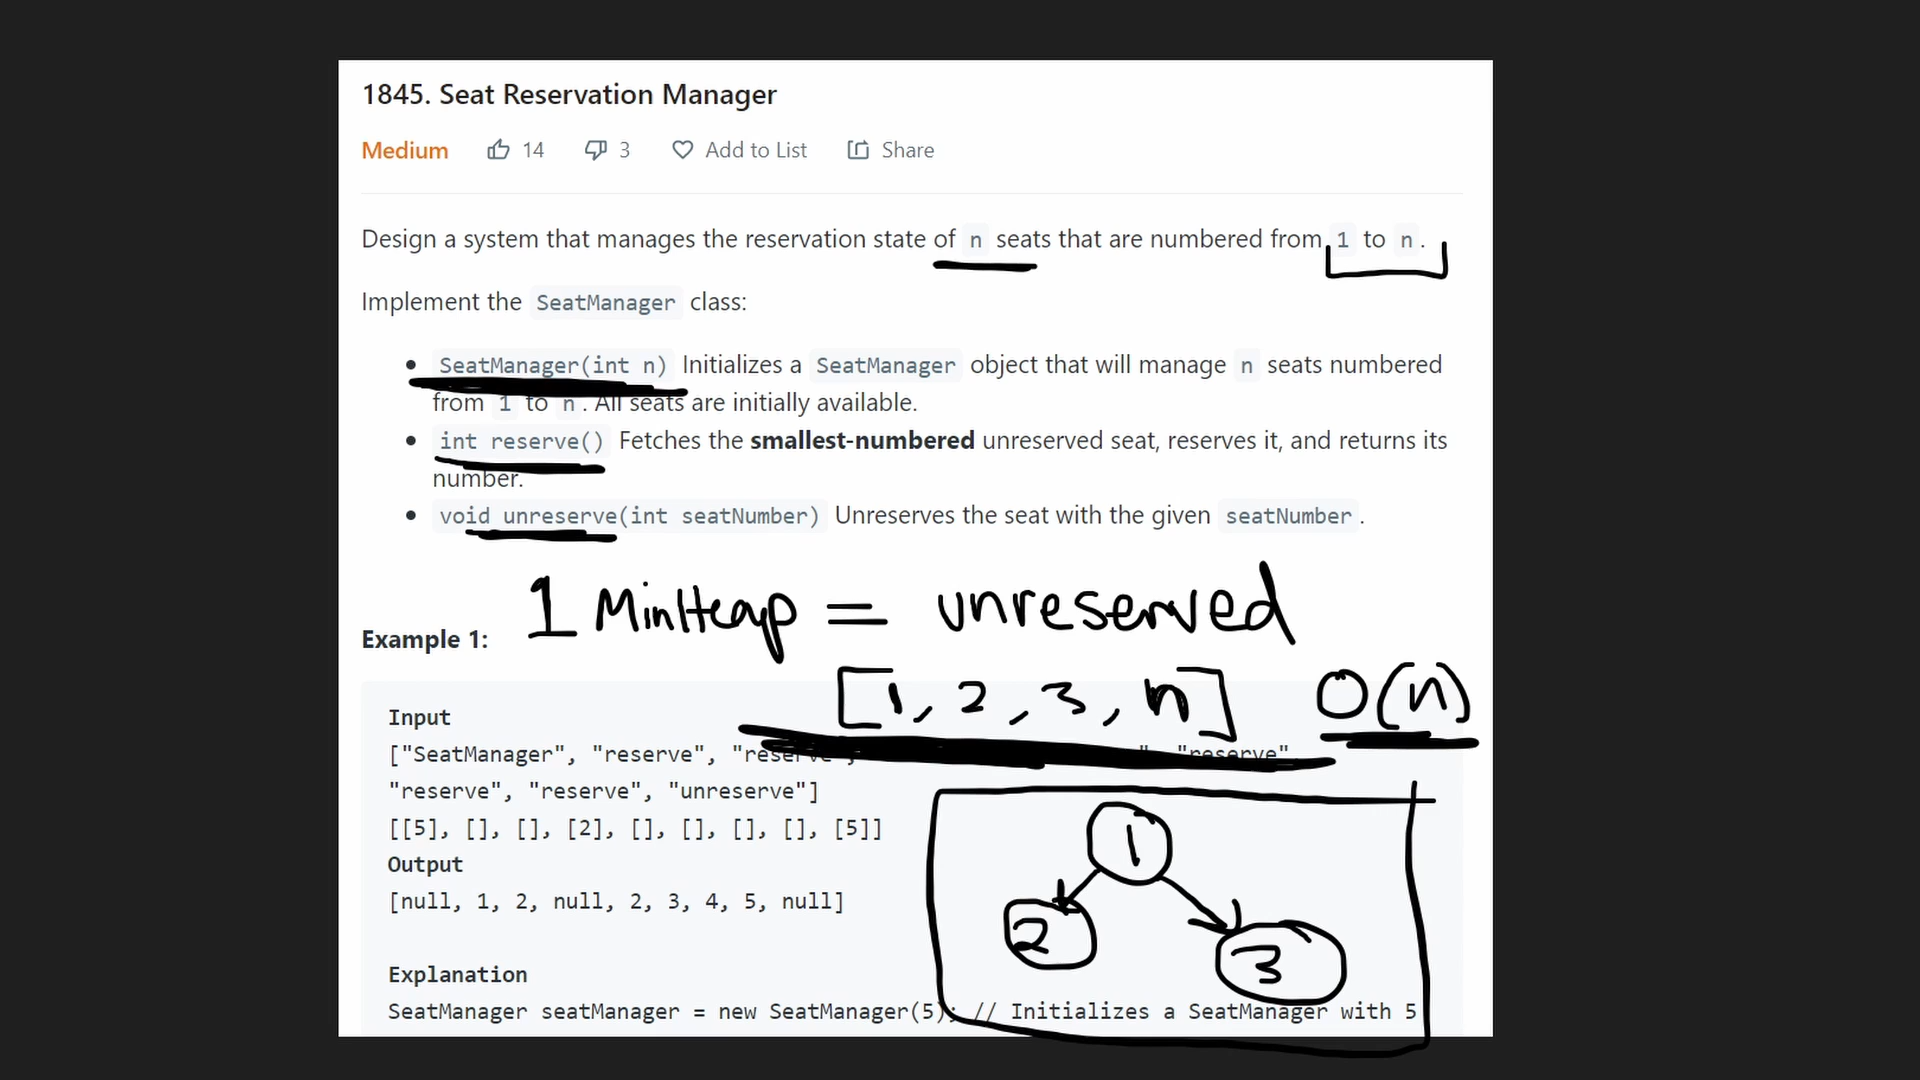 1845. Seat Reservation Manager
Medium 14 3 Add to List Share
Design a system that manages the reservation state of n seats that are numbered from 1 to n.
Implement the SeatManager class:
SeatManager(int n) Initializes a SeatManager object that will manage n seats numbered
from 1 to n. All seats are initially available.
int reserve() Fetches the smallest-numbered unreserved seat, reserves it, and returns its
number.
void unreserve(int seatNumber) Unreserves the seat with the given seatNumber.
1 MinHeap = unreserved
Example 1:
[1, 2, 3, n] O(n)
Input
["SeatManager", "reserve", "reserve", "reserve",
"reserve", "reserve", "unreserve"]
[[5], [], [], [2], [], [], [], [], [5]]
Output
[null, 1, 2, null, 2, 3, 4, 5, null]
1
2
3
Explanation
SeatManager seatManager = new SeatManager(5); // Initializes a SeatManager with 5